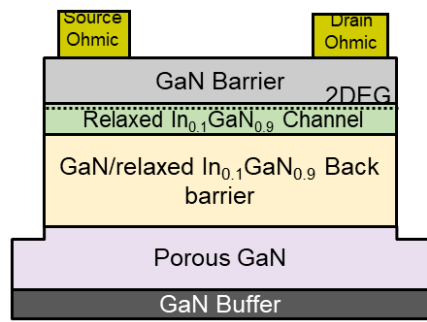 Source
Ohmic
Drain
Ohmic
GaN Barrier
2DEG
Relaxed In₀.₁GaN₀.₉ Channel
GaN/relaxed In₀.₁GaN₀.₉ Back
barrier
Porous GaN
GaN Buffer